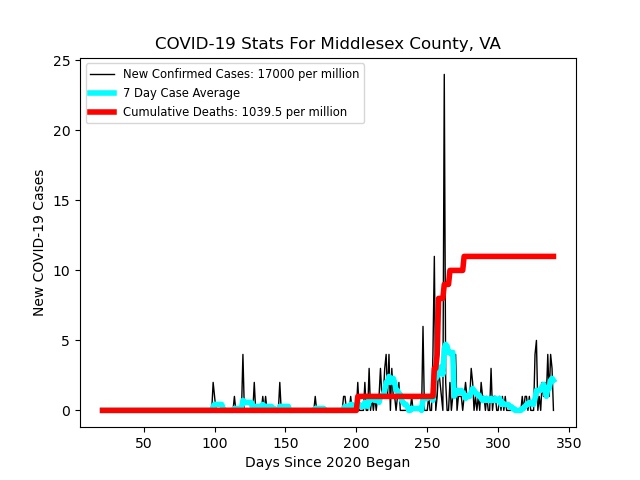 COVID-19 Stats For Middlesex County, VA
New Confirmed Cases: 17000 per million
7 Day Case Average
Cumulative Deaths: 1039.5 per million
New COVID-19 Cases
25
20
15
10
5
0
50 100 150 200 250 300 350
Days Since 2020 Began